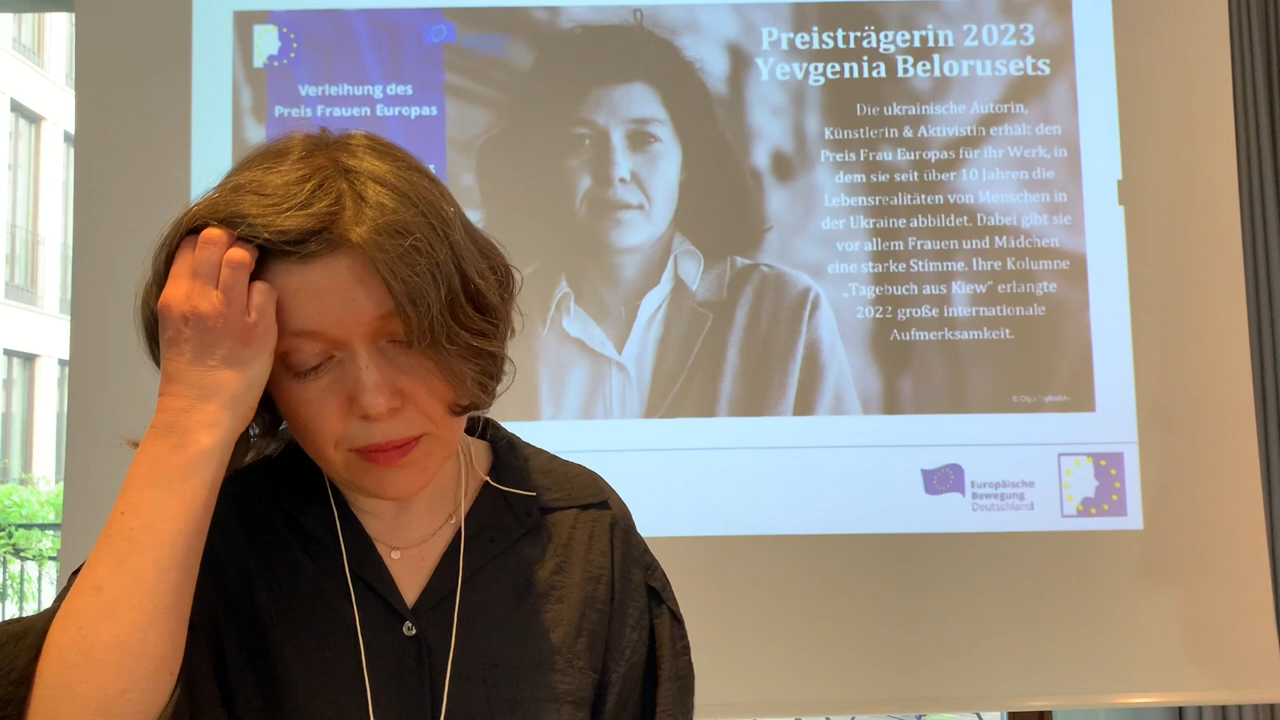 Verleihung des
Preis Frauen Europas
Preisträgerin 2023
Yevgenia Belorusets
Die ukrainische Autorin,
Künstlerin & Aktivistin erhält den
Preis Frau Europas für ihr Werk, in
dem sie seit über 10 Jahren die
Lebensrealitäten von Menschen in
der Ukraine abbildet. Dabei gibt sie
vor allem Frauen und Mädchen
eine starke Stimme. Ihre Kolumne
„Tagebuch aus Kiew“ erlangte
2022 große internationale
Aufmerksamkeit.
Europäische
Bewegung
Deutschland